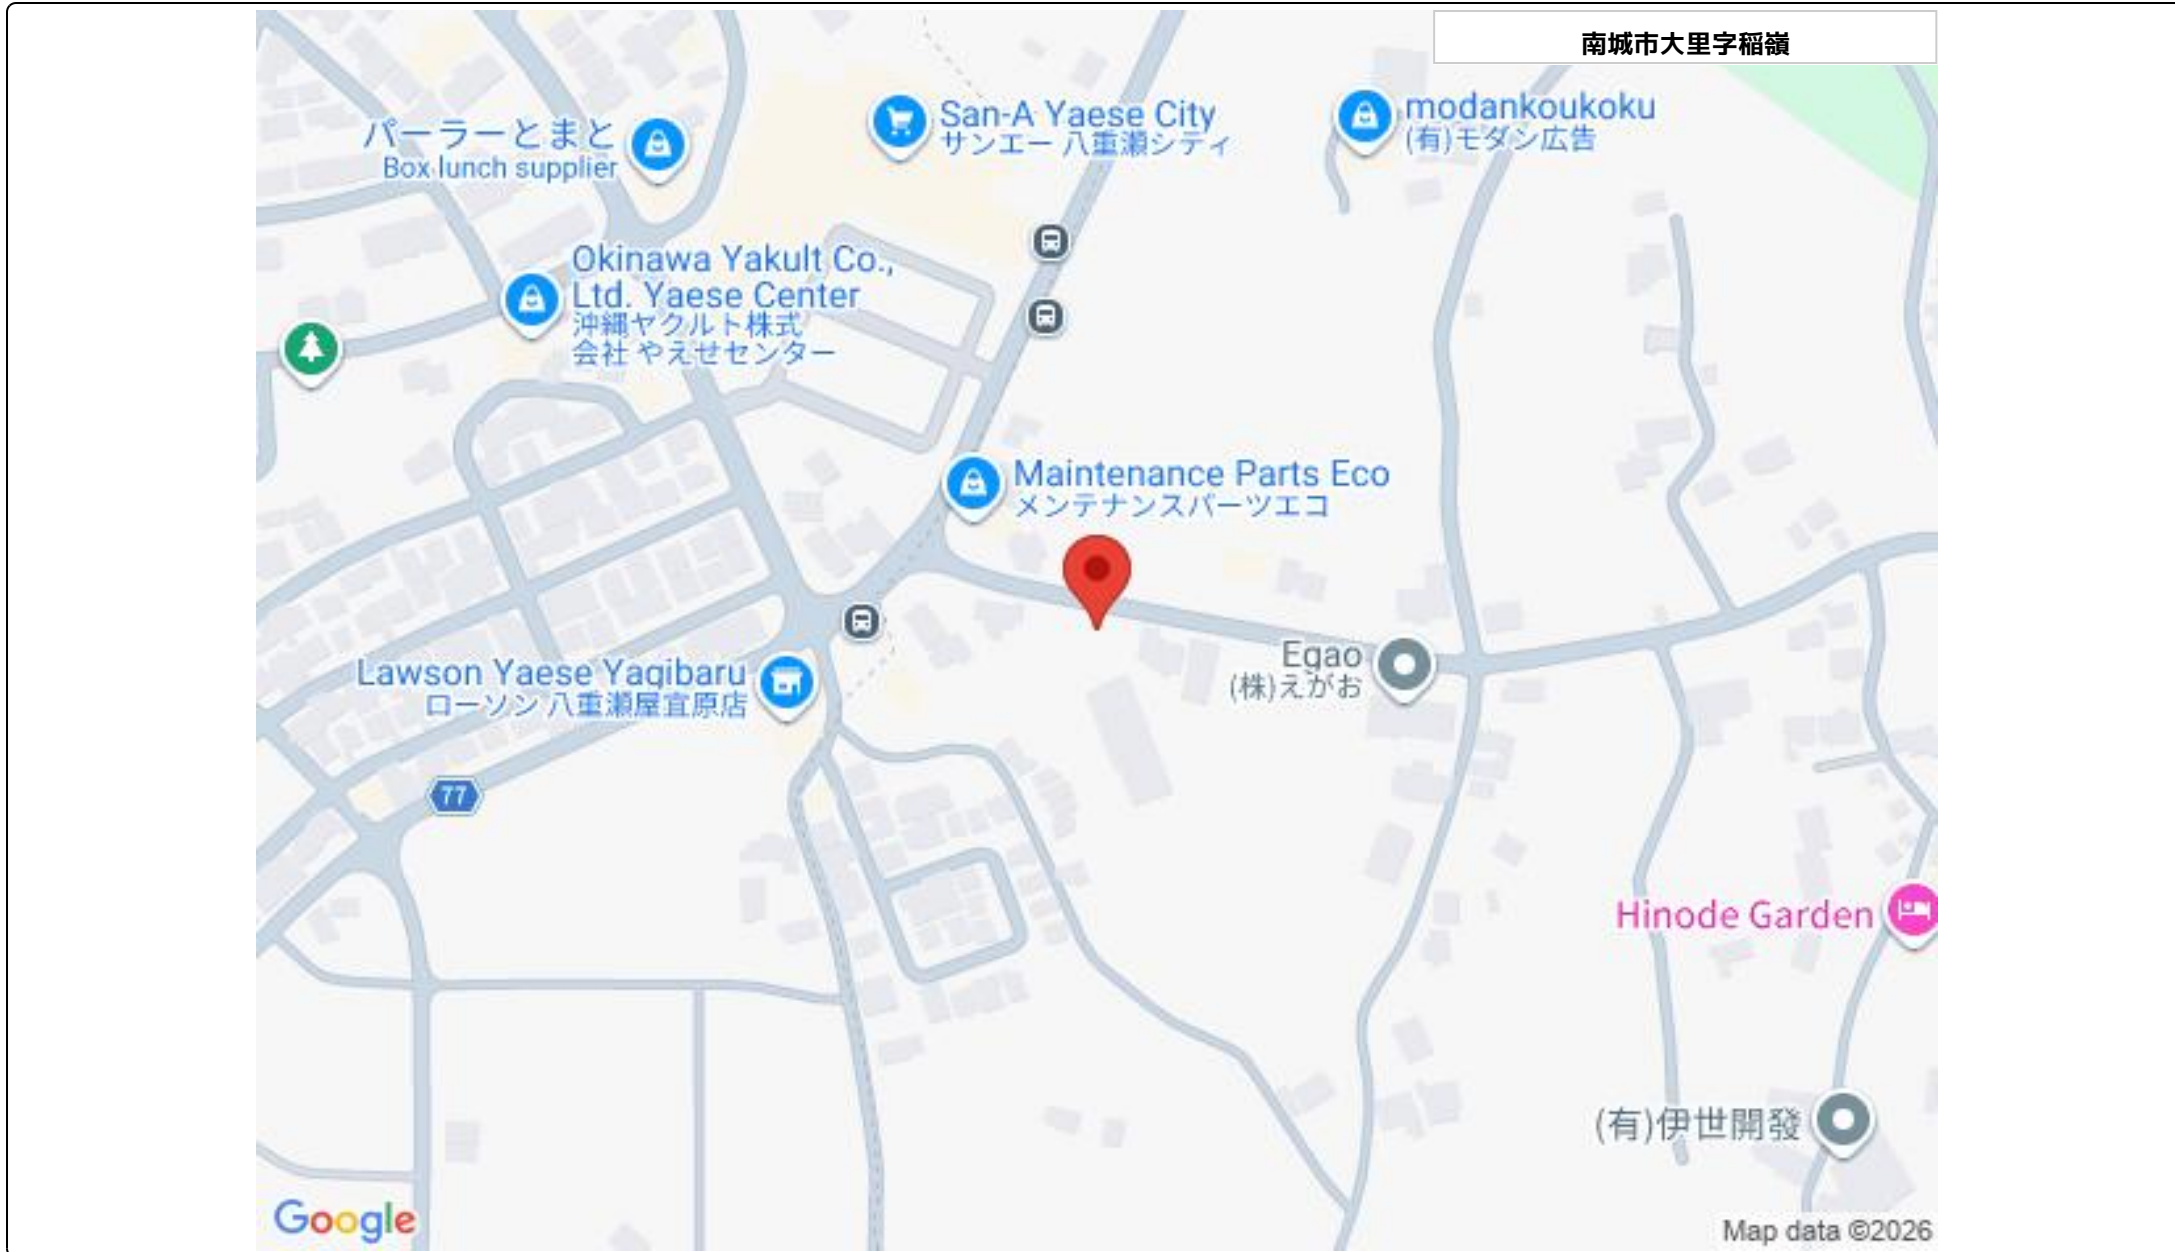 南城市大里字稲嶺
San-A Yaese City
サンエー 八重瀬シティ
modankoukoku
(有)モダン広告
パーラーとまと
Box lunch supplier
Okinawa Yakult Co.,
Ltd. Yaese Center
沖縄ヤクルト株式
会社 やえせセンター
Maintenance Parts Eco
メンテナンスパーツエコ
Egao
(株)えがお
Lawson Yaese Yagibaru
ローソン 八重瀬屋宜原店
77
Hinode Garden
(有)伊世開發
Google
Map data ©2026